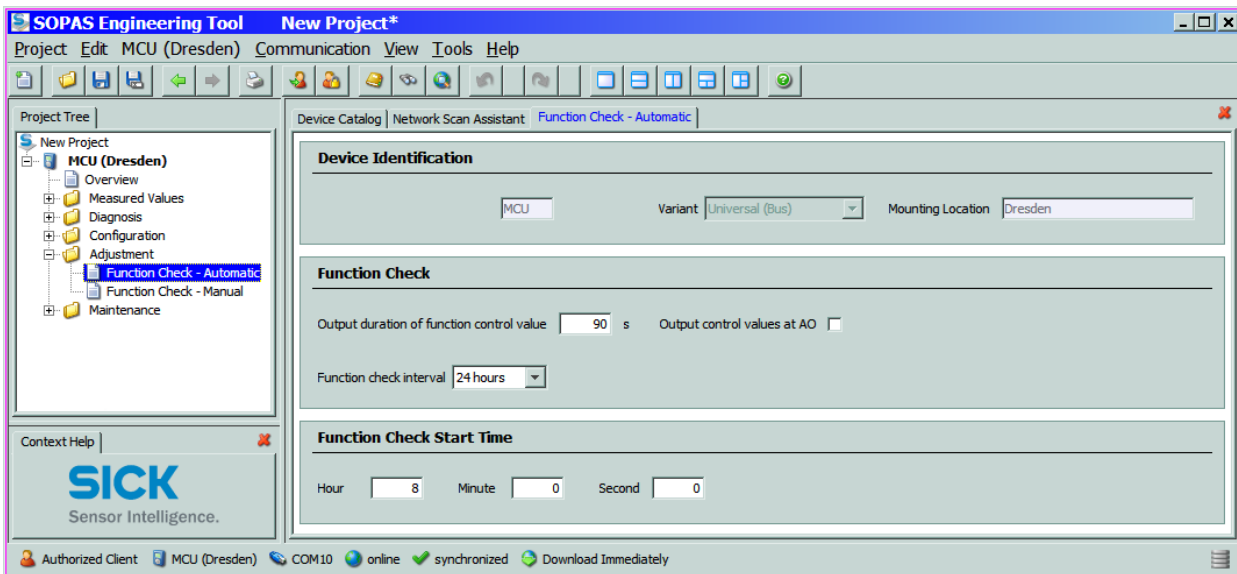 SOPAS Engineering Tool New Project*
Project Edit MCU (Dresden) Communication View Tools Help
Project Tree
New Project
MCU (Dresden)
Overview
Measured Values
Diagnosis
Configuration
Adjustment
Function Check - Automatic
Function Check - Manual
Maintenance
Context Help
SICK
Sensor Intelligence.
Device Catalog Network Scan Assistant Function Check - Automatic
Device Identification
MCU Variant Universal (Bus) Mounting Location Dresden
Function Check
Output duration of function control value 90 s Output control values at AO
Function check interval 24 hours
Function Check Start Time
Hour 8 Minute 0 Second 0
Authorized Client MCU (Dresden) COM10 online synchronized Download Immediately